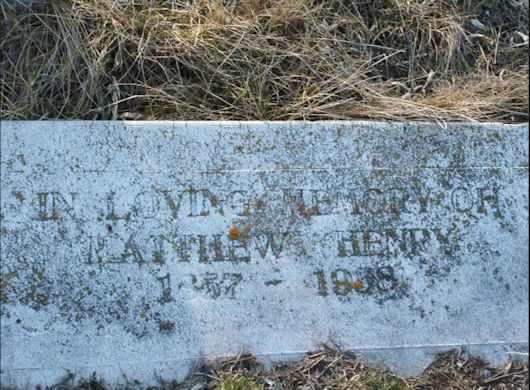 IN LOVING MEMORY OF
MATTHEW HENRY